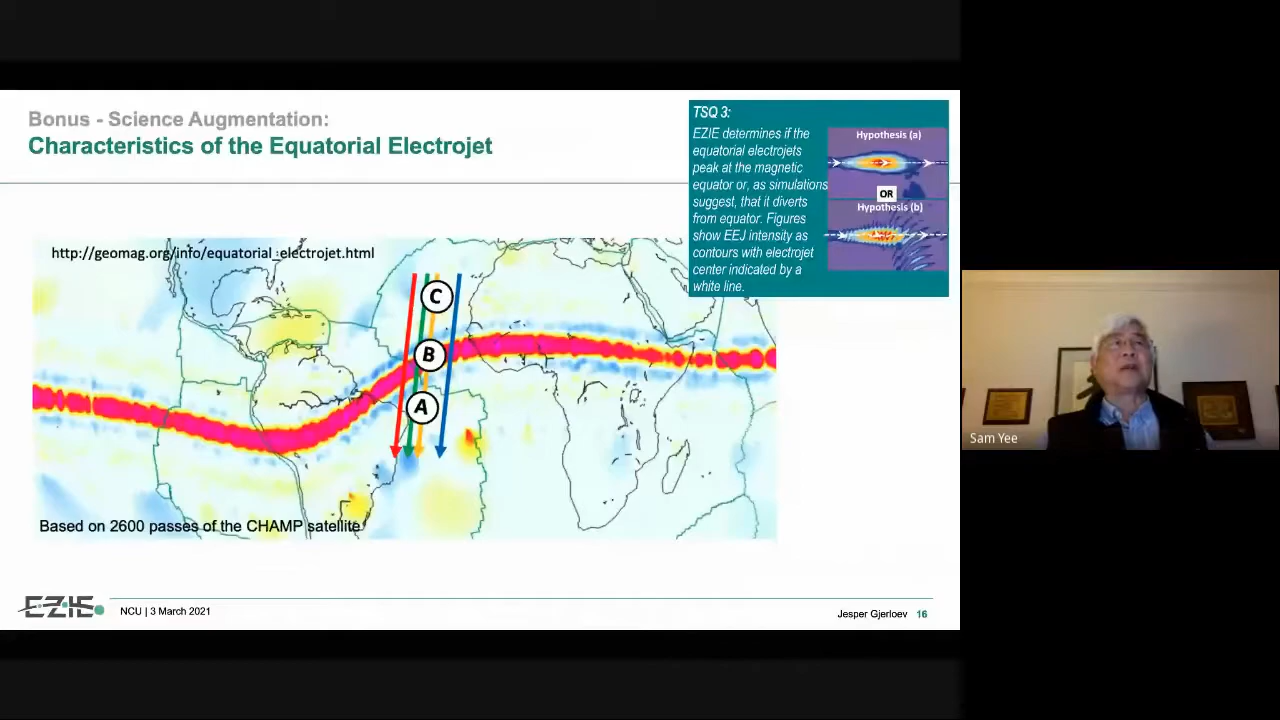 Bonus - Science Augmentation:
Characteristics of the Equatorial Electrojet
TSQ 3:
EZIE determines if the
equatorial electrojets
peak at the magnetic
equator or, as simulations
suggest, that it diverts
from equator. Figures
show EEJ intensity as
contours with electrojet
center indicated by a
white line.
Hypothesis (a)
OR
Hypothesis (b)
http://geomag.org/info/equatorial_electrojet.html
C
B
A
Based on 2600 passes of the CHAMP satellite
Sam Yee
EZIE
NCU | 3 March 2021
Jesper Gjerloev 16